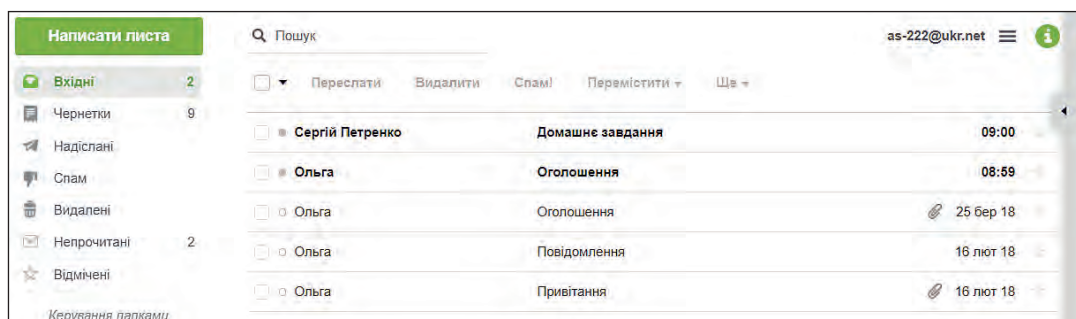 Написати листа
Пошук
as-222@ukr.net
Вхідні 2
Чернетки 9
Надіслані
Спам
Видалені
Непрочитані 2
Відмічені
Керування папками
Переслати Видалити Спам! Перемістити Ще
Сергій Петренко Домашнє завдання 09:00
Ольга Оголошення 08:59
Ольга Оголошення 25 бер 18
Ольга Повідомлення 16 лют 18
Ольга Привітання 16 лют 18